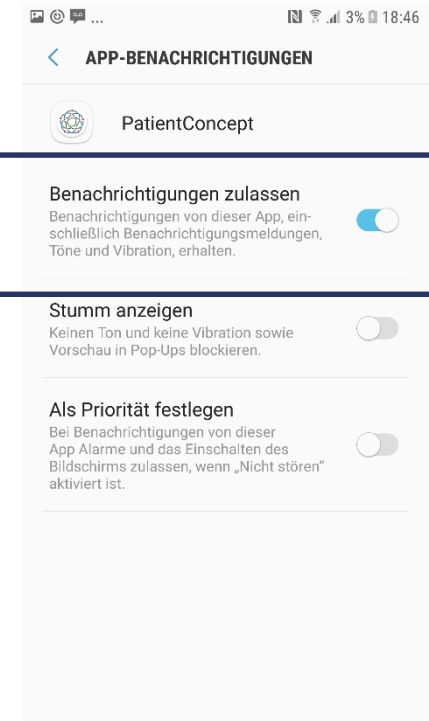 ... 3% 18:46
APP-BENACHRICHTIGUNGEN
PatientConcept
Benachrichtigungen zulassen
Benachrichtigungen von dieser App, ein-
schließlich Benachrichtigungsmeldungen,
Töne und Vibration, erhalten.
Stumm anzeigen
Keinen Ton und keine Vibration sowie
Vorschau in Pop-Ups blockieren.
Als Priorität festlegen
Bei Benachrichtigungen von dieser
App Alarme und das Einschalten des
Bildschirms zulassen, wenn „Nicht stören"
aktiviert ist.